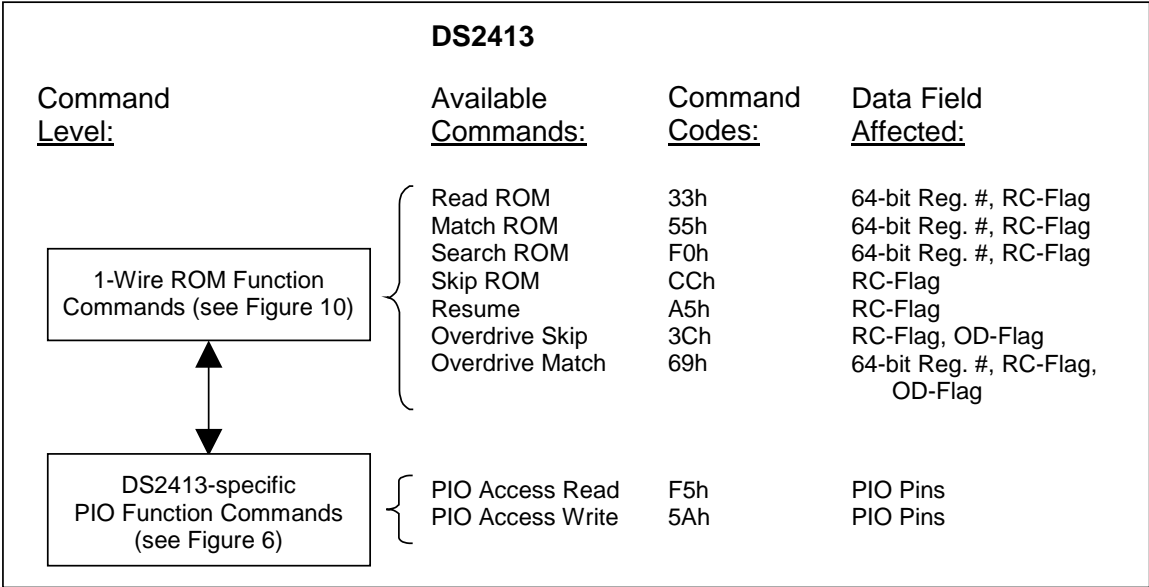 DS2413
Command Level:
Available Commands:
Command Codes:
Data Field Affected:
1-Wire ROM Function
Commands (see Figure 10)
Read ROM 33h 64-bit Reg. #, RC-Flag
Match ROM 55h 64-bit Reg. #, RC-Flag
Search ROM F0h 64-bit Reg. #, RC-Flag
Skip ROM CCh RC-Flag
Resume A5h RC-Flag
Overdrive Skip 3Ch RC-Flag, OD-Flag
Overdrive Match 69h 64-bit Reg. #, RC-Flag,
OD-Flag
DS2413-specific
PIO Function Commands
(see Figure 6)
PIO Access Read F5h PIO Pins
PIO Access Write 5Ah PIO Pins